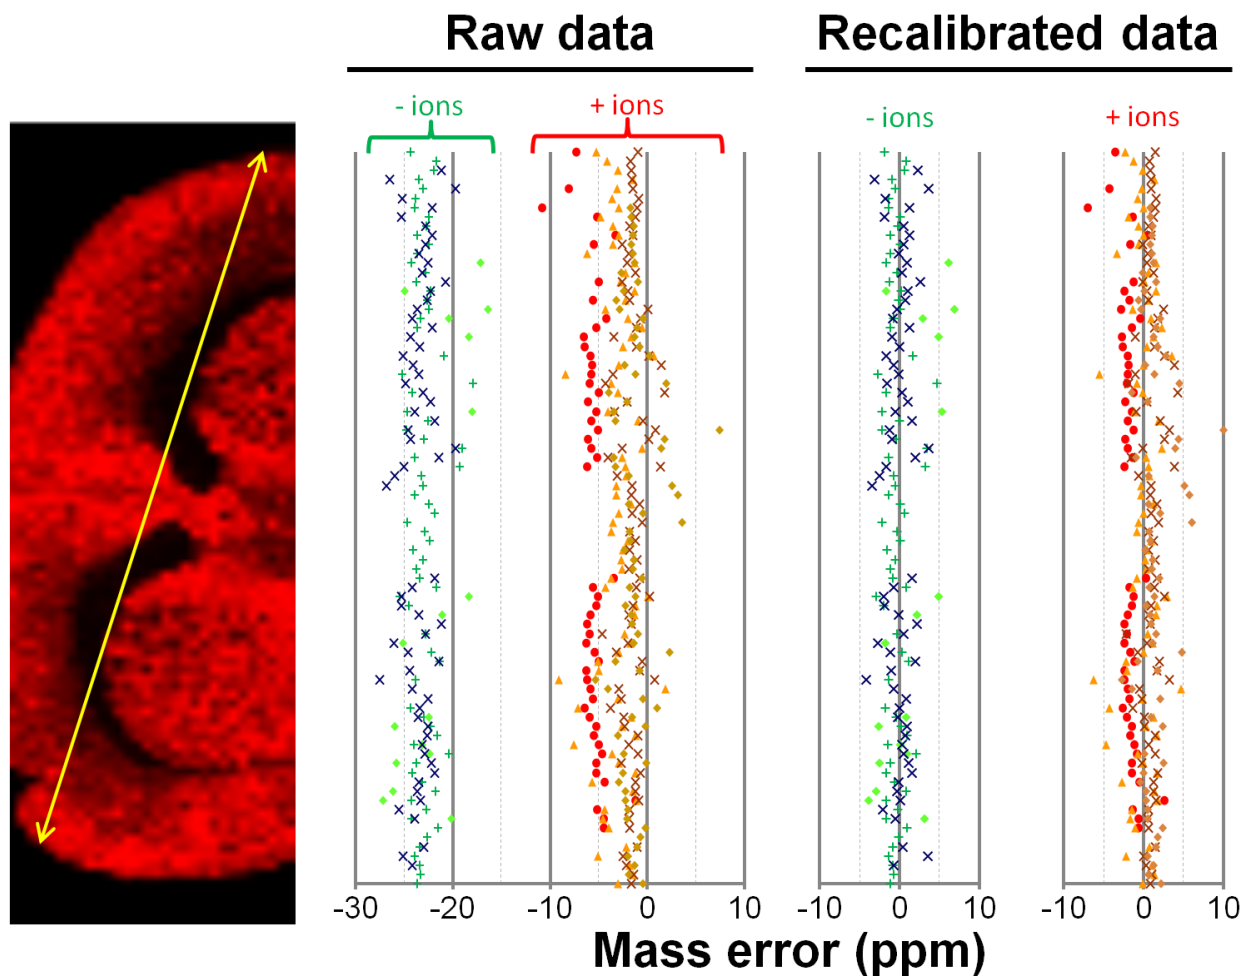 Raw data Recalibrated data
- ions + ions - ions + ions
-30 -20 -10 0 10 -10 0 10 -10 0 10
Mass error (ppm)